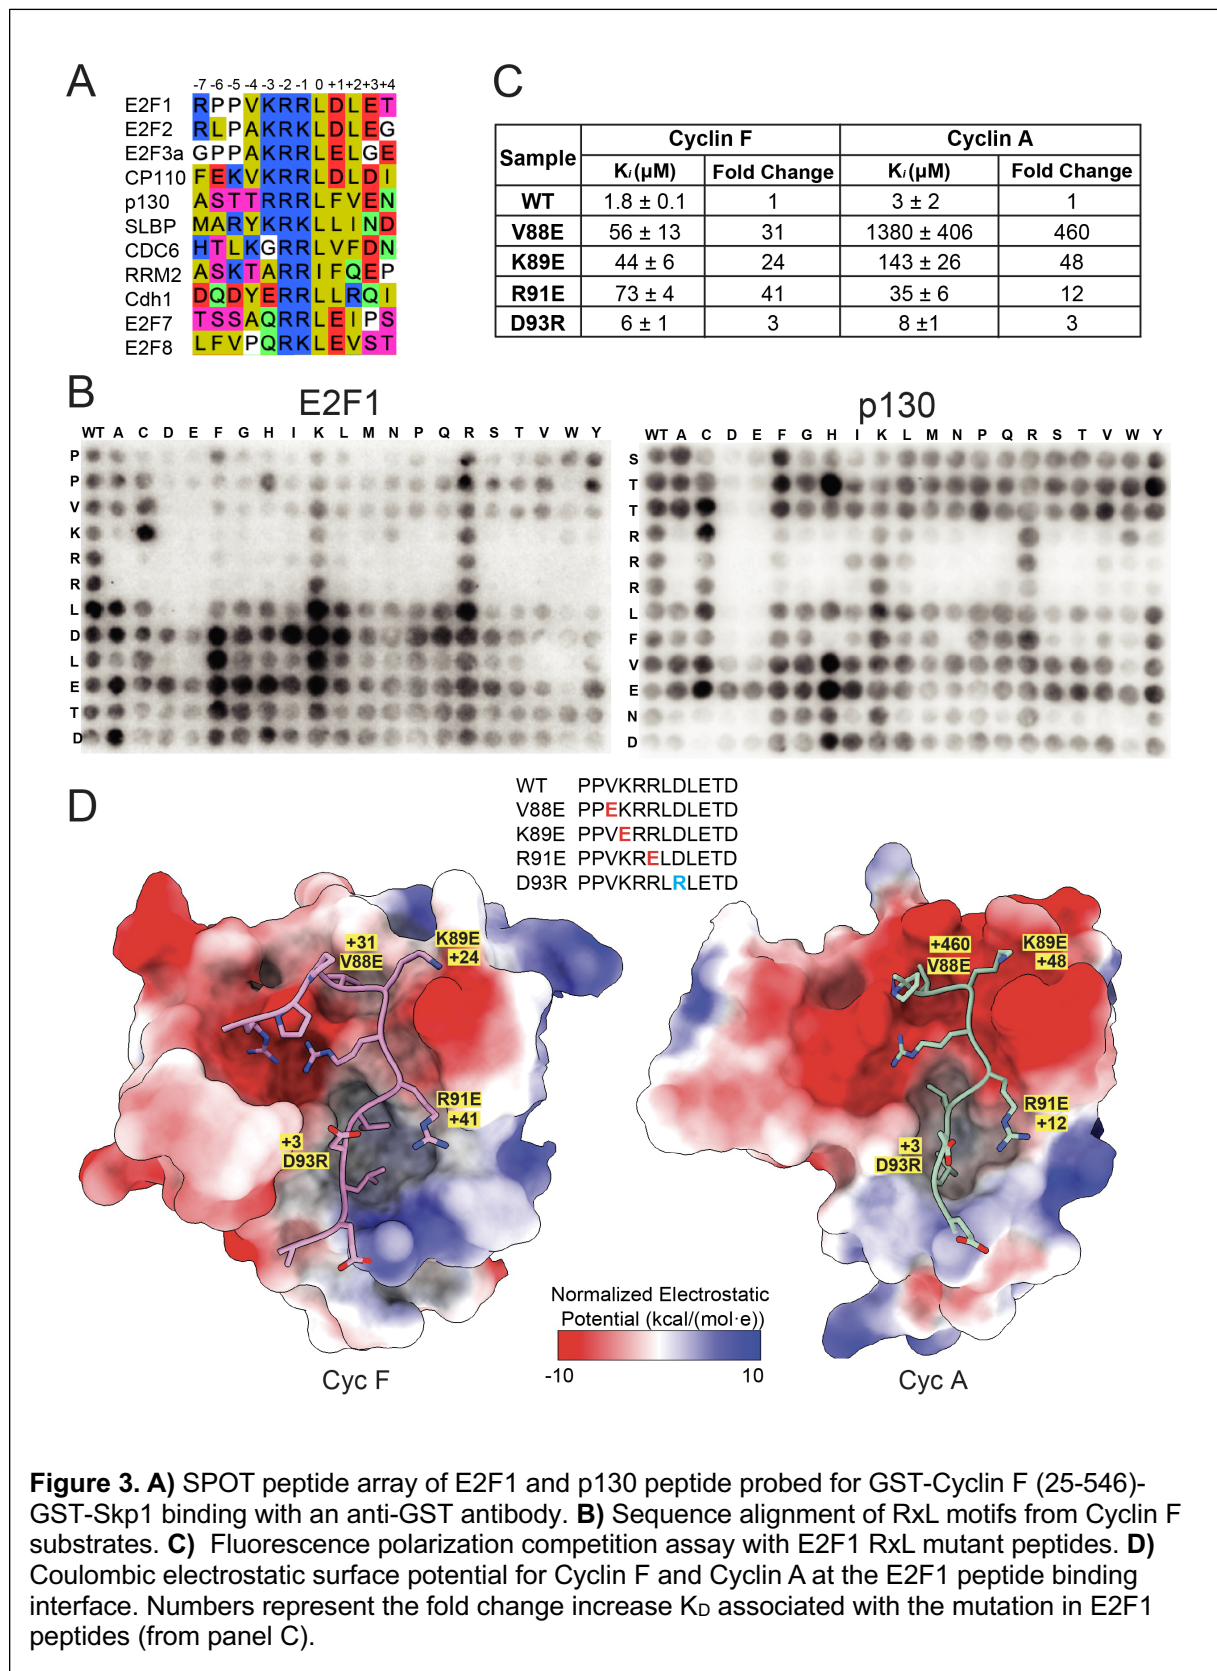 A
-7 -6 -5 -4 -3 -2 -1 0 +1 +2 +3 +4
E2F1 RPPVKRRLDLET
E2F2 RLPAKRRLDLEG
E2F3a GPPAKRRLELGE
CP110 FEKVKRRLDLDI
p130 ASTTRRRLFVEN
SLBP MARYKRKLLIND
CDC6 HTLKGRRLVFDN
RRM2 ASKTARRIFQEP
Cdh1 DQDYERRLLRQI
E2F7 TSSAQRRLEIPS
E2F8 LFVPQRKLEVST
C
Sample Cyclin F Cyclin A
Ki (µM) Fold Change Ki (µM) Fold Change
WT 1.8 ± 0.1 1 3 ± 2 1
V88E 56 ± 13 31 1380 ± 406 460
K89E 44 ± 6 24 143 ± 26 48
R91E 73 ± 4 41 35 ± 6 12
D93R 6 ± 1 3 8 ±1 3
B
E2F1
WT A C D E F G H I K L M N P Q R S T V W Y
P
P
V
K
R
R
L
D
L
E
T
D
p130
WT A C D E F G H I K L M N P Q R S T V W Y
S
T
T
R
R
R
L
F
V
E
N
D
D
WT PPVKRRLDLETD
V88E PPEKRRLDLETD
K89E PPVERRLDLETD
R91E PPVKRELDLETD
D93R PPVKRRLRLETD
+31
V88E
K89E
+24
R91E
+41
+3
D93R
Cyc F
+460
V88E
K89E
+48
R91E
+12
+3
D93R
Cyc A
Normalized Electrostatic
Potential (kcal/(mol·e))
-10 10
Figure 3. A) SPOT peptide array of E2F1 and p130 peptide probed for GST-Cyclin F (25-546)-
GST-Skp1 binding with an anti-GST antibody. B) Sequence alignment of RxL motifs from Cyclin F
substrates. C) Fluorescence polarization competition assay with E2F1 RxL mutant peptides. D)
Coulombic electrostatic surface potential for Cyclin F and Cyclin A at the E2F1 peptide binding
interface. Numbers represent the fold change increase KD associated with the mutation in E2F1
peptides (from panel C).